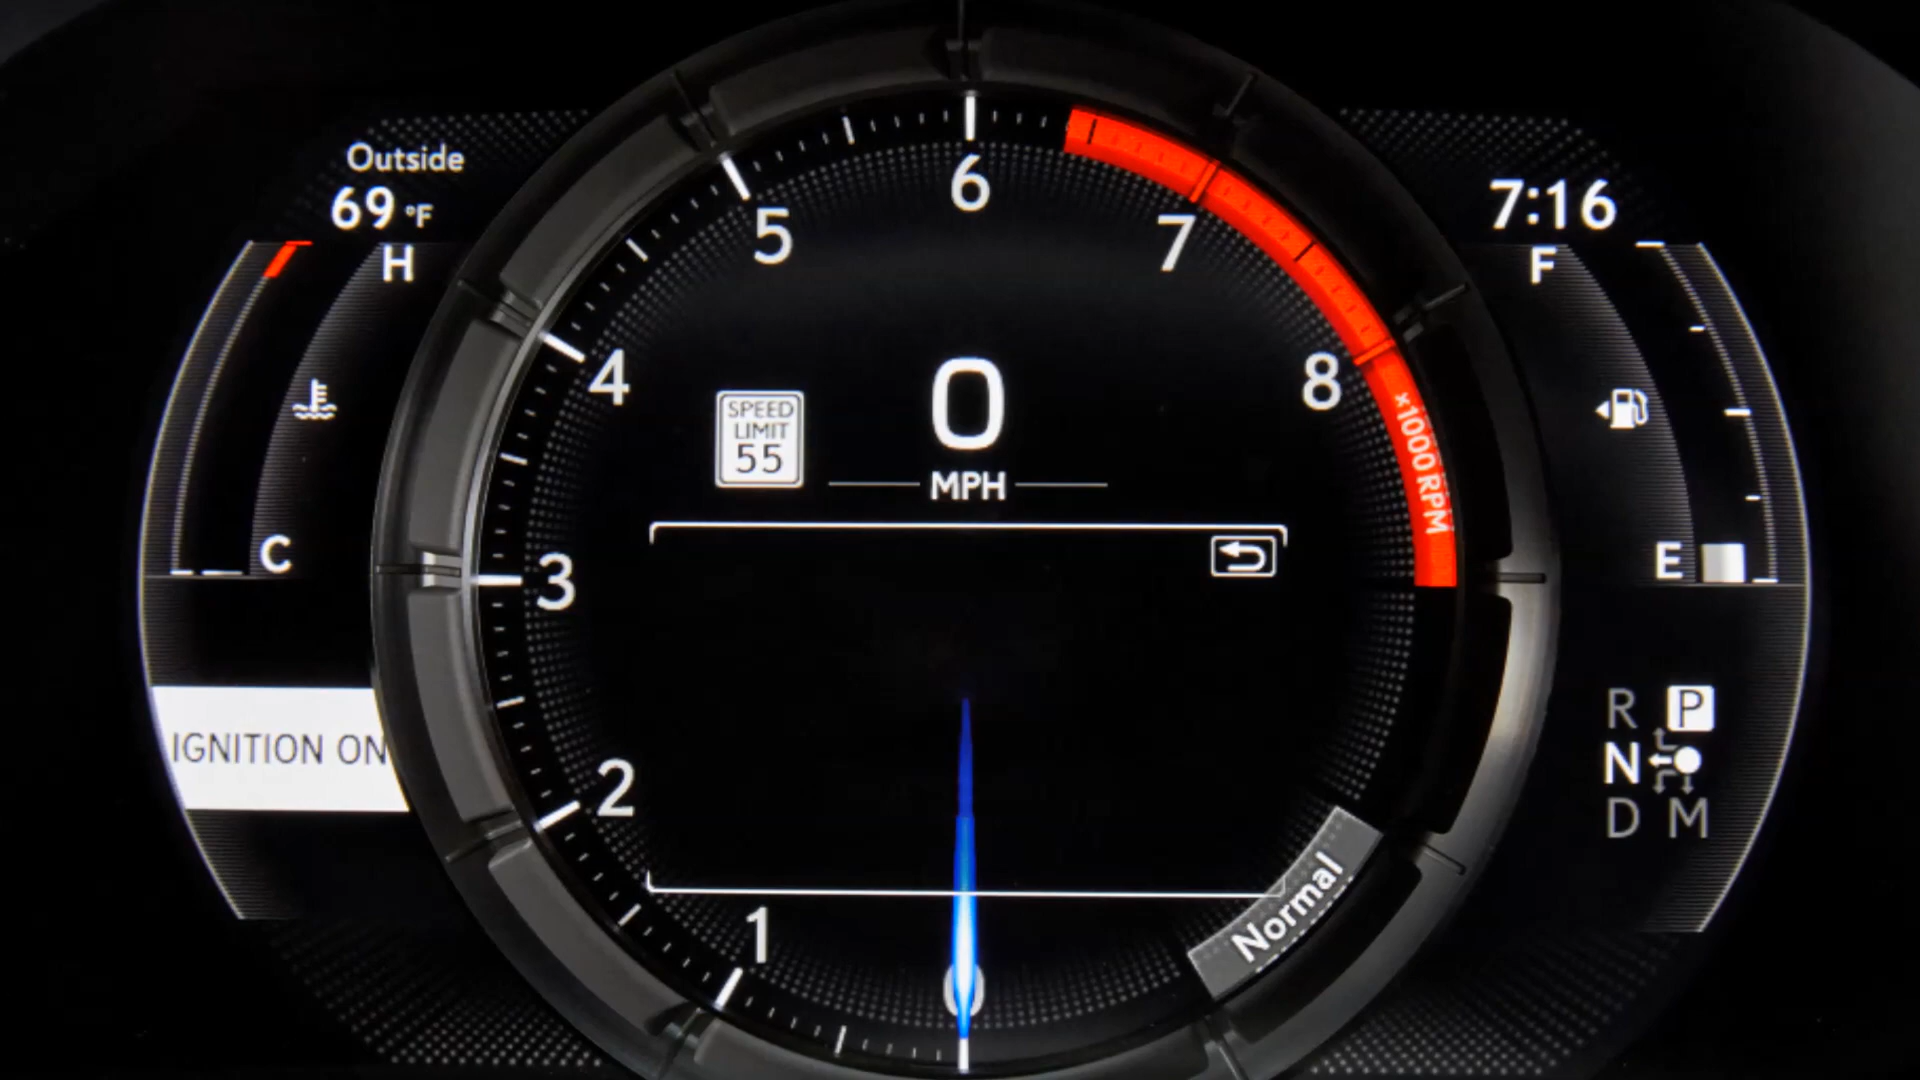 Outside
69 °F
H
C
IGNITION ON
6
5
7
4
8
3
2
1
0
×1000 RPM
SPEED
LIMIT
55
0
MPH
Normal
7:16
F
E
R P
N
D M